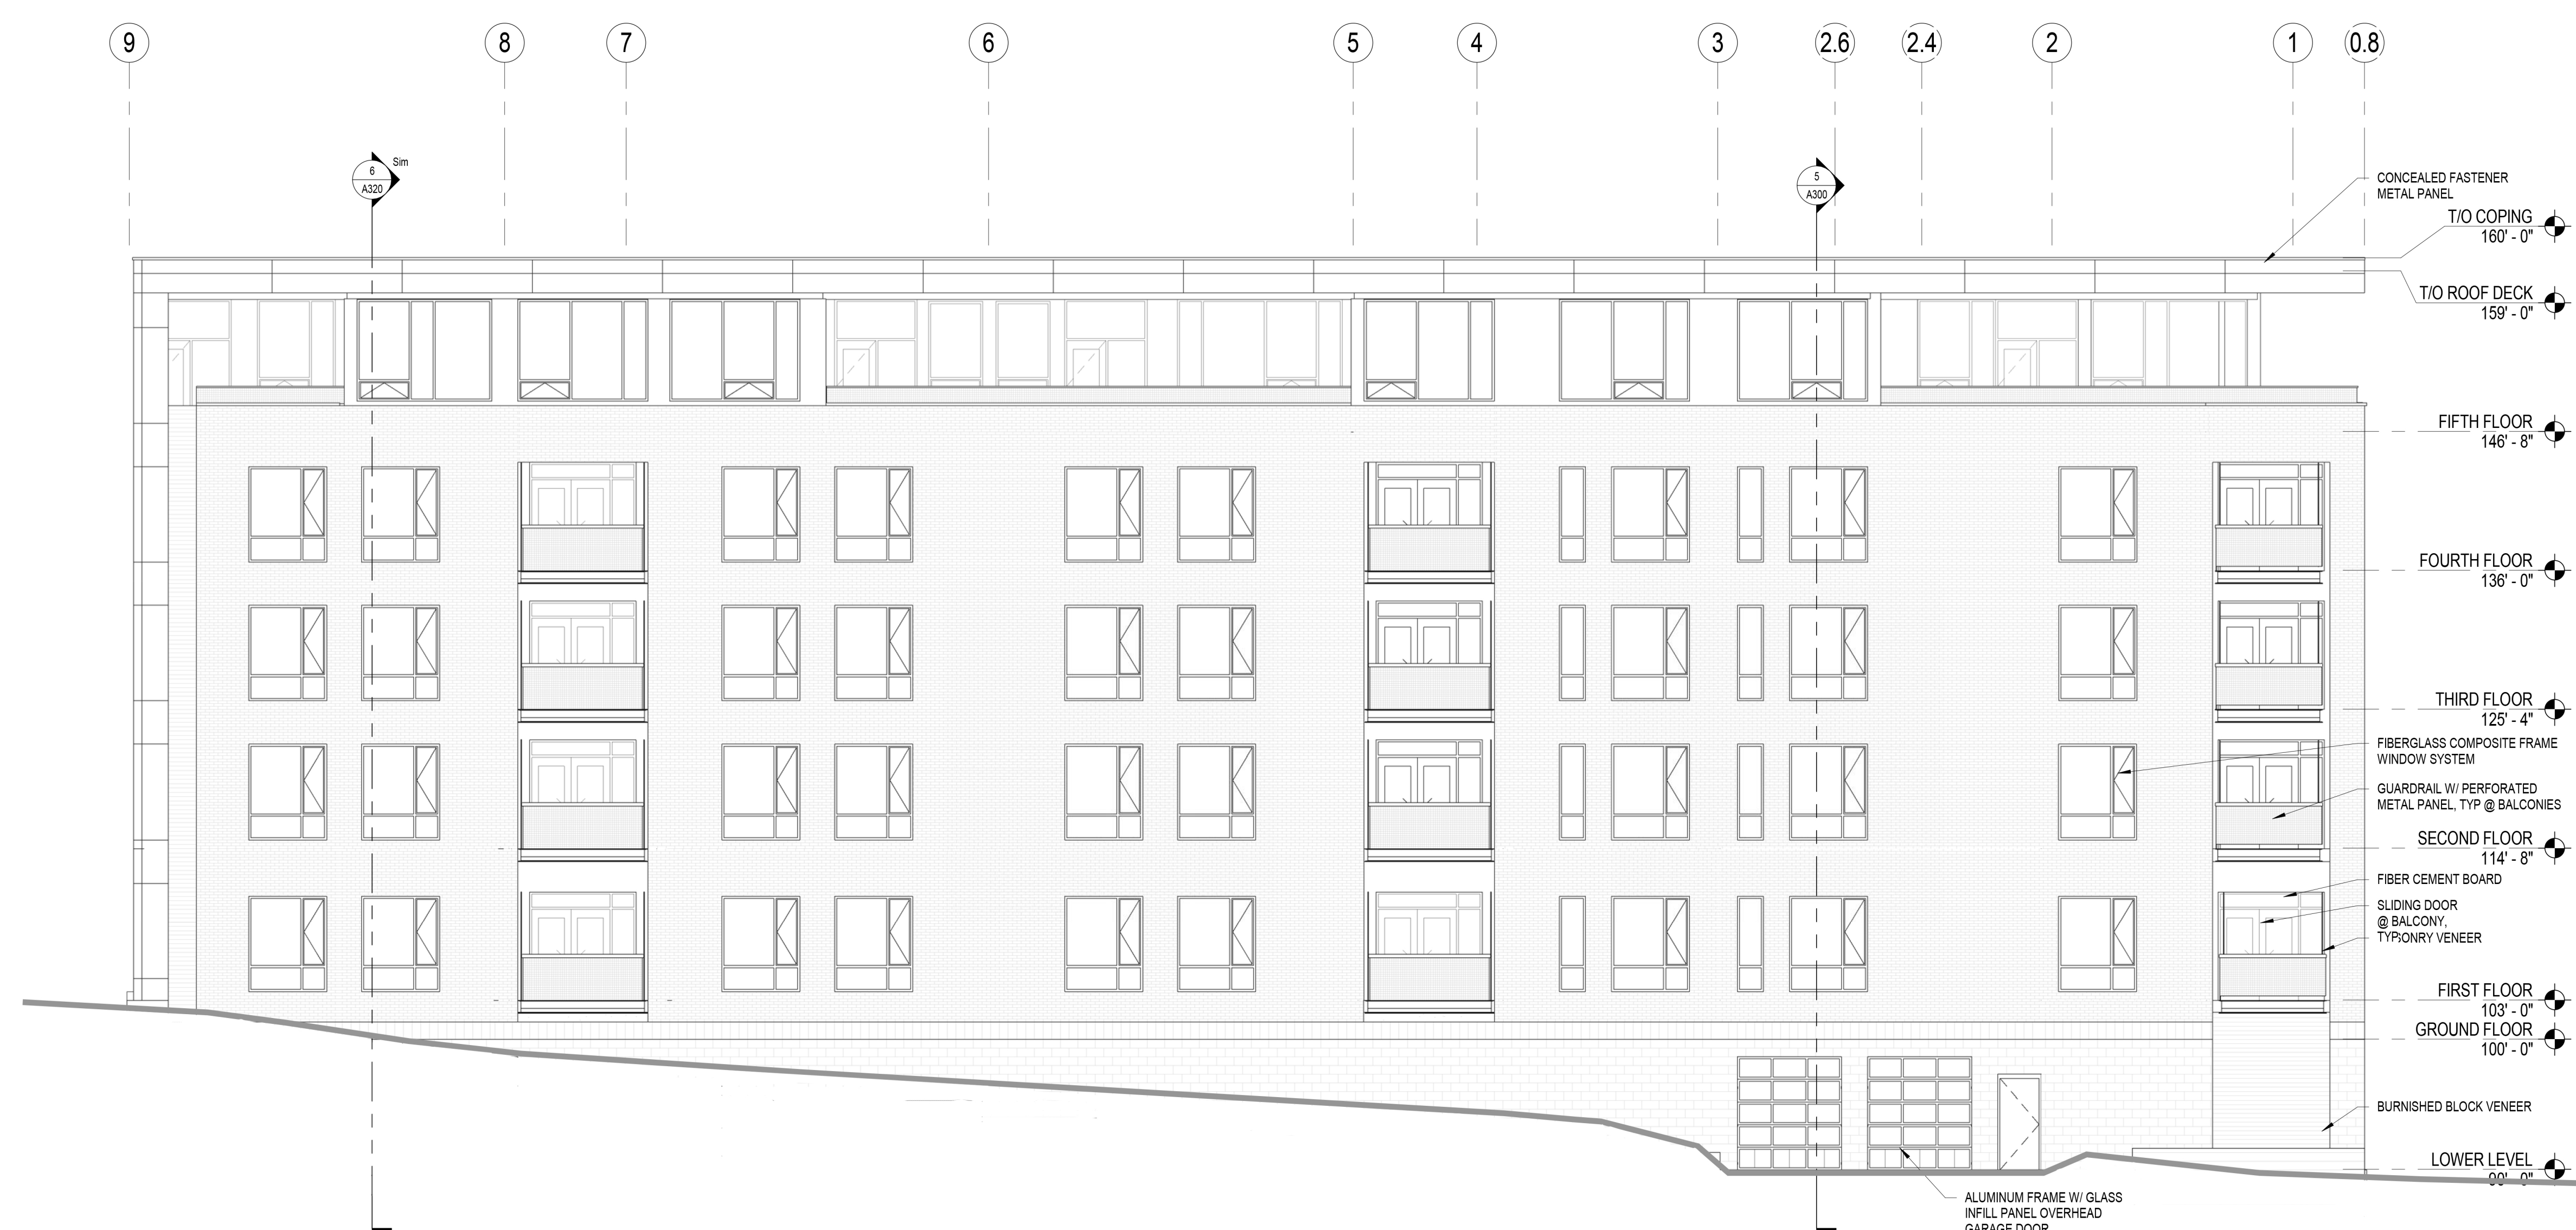 9 8 7 6 5 4 3 2.6 2.4 2 1 0.8
6
A320
Sim
5
A300
CONCEALED FASTENER
METAL PANEL
T/O COPING
160' - 0"
T/O ROOF DECK
159' - 0"
FIFTH FLOOR
146' - 8"
FOURTH FLOOR
136' - 0"
THIRD FLOOR
125' - 4"
FIBERGLASS COMPOSITE FRAME
WINDOW SYSTEM
GUARDRAIL W/ PERFORATED
METAL PANEL, TYP @ BALCONIES
SECOND FLOOR
114' - 8"
FIBER CEMENT BOARD
SLIDING DOOR
@ BALCONY,
TYP
VENEER
FIRST FLOOR
103' - 0"
GROUND FLOOR
100' - 0"
BURNISHED BLOCK VENEER
LOWER LEVEL
90' - 0"
ALUMINUM FRAME W/ GLASS
INFILL PANEL OVERHEAD
GARAGE DOOR